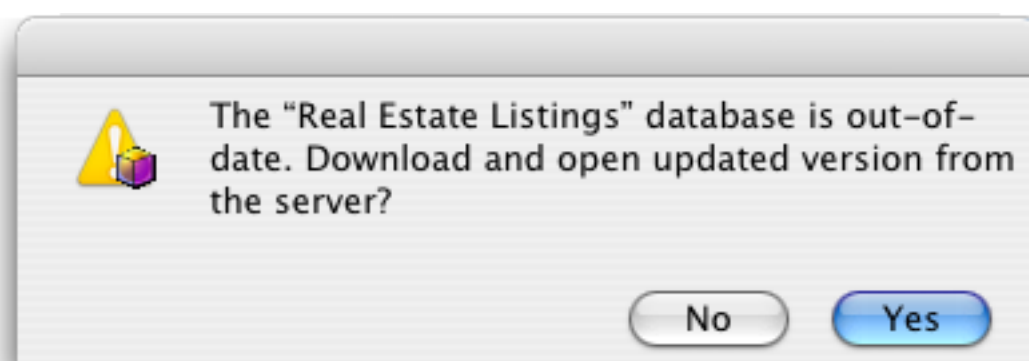 The “Real Estate Listings” database is out-of-
date. Download and open updated version from
the server?
No Yes